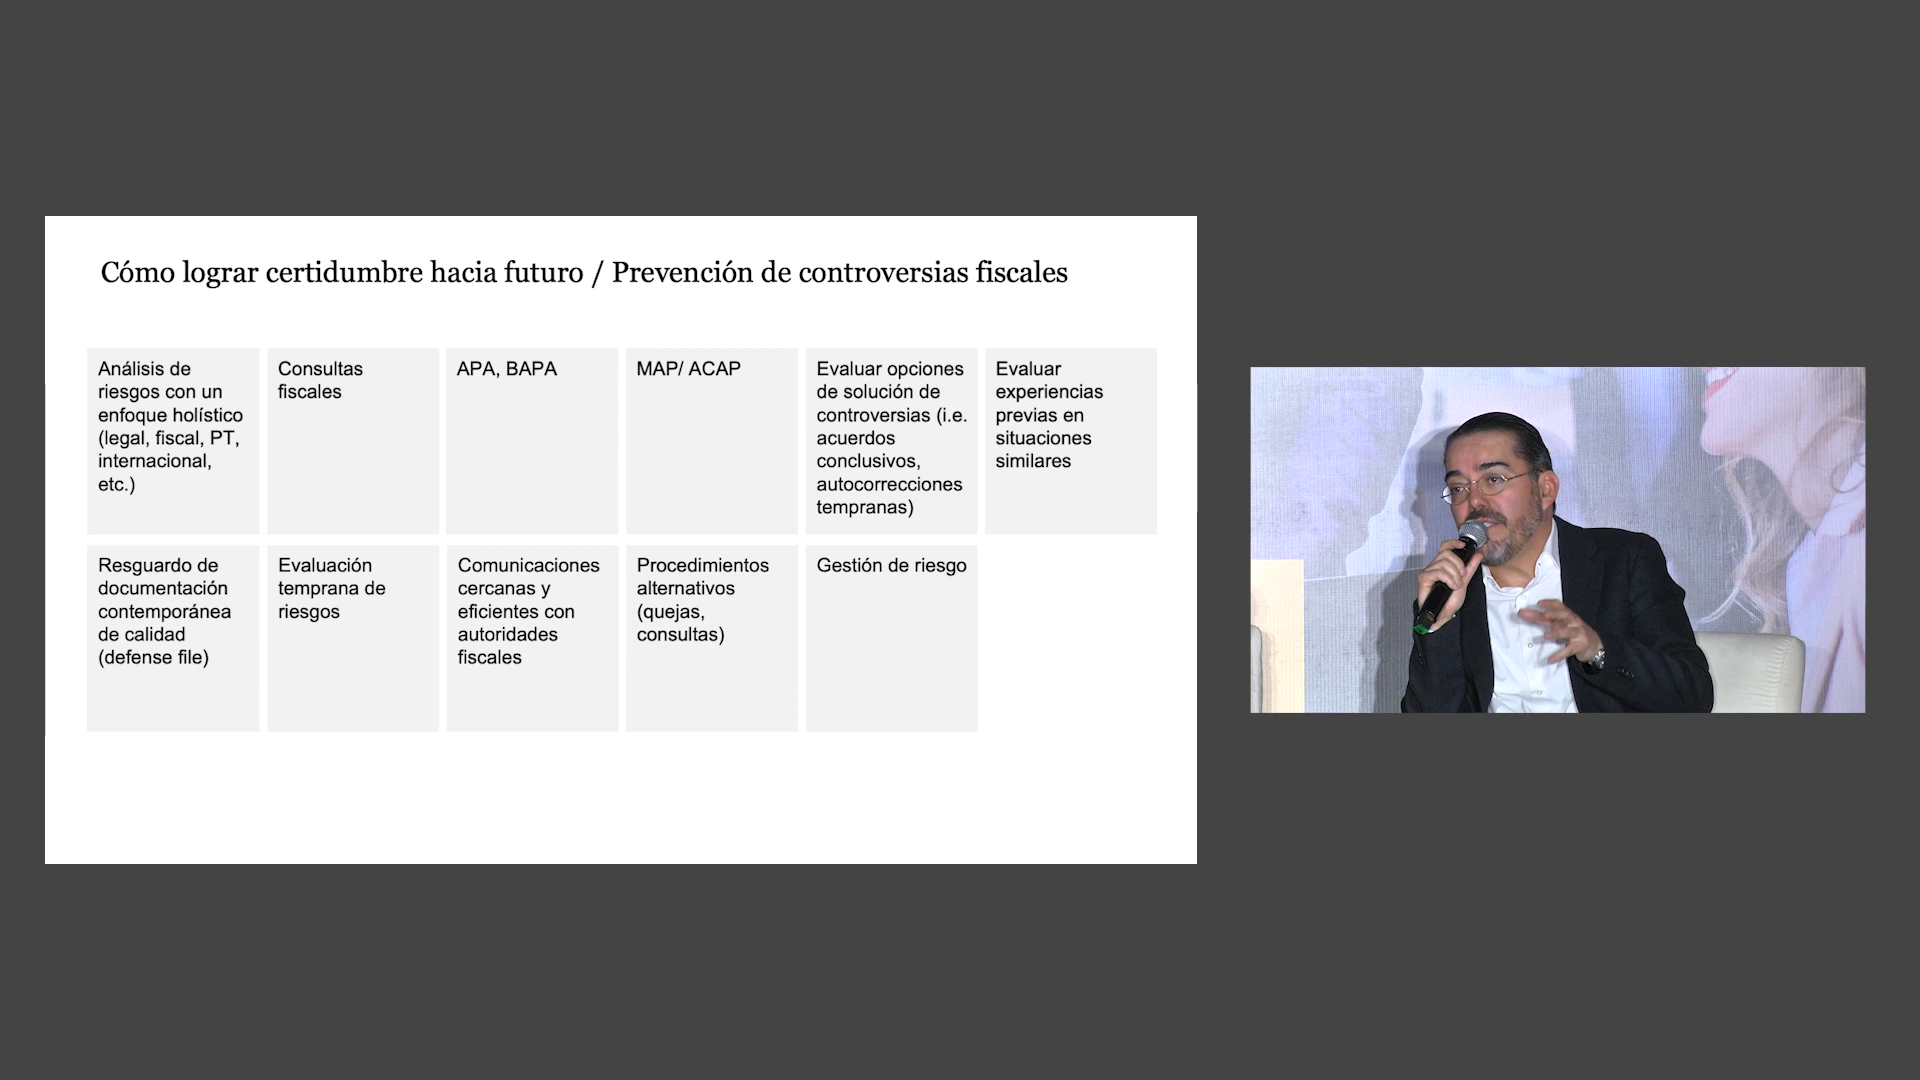 Cómo lograr certidumbre hacia futuro / Prevención de controversias fiscales
Análisis de
riesgos con un
enfoque holístico
(legal, fiscal, PT,
internacional,
etc.)
Consultas
fiscales
APA, BAPA
MAP/ ACAP
Evaluar opciones
de solución de
controversias (i.e.
acuerdos
conclusivos,
autocorrecciones
tempranas)
Evaluar
experiencias
previas en
situaciones
similares
Resguardo de
documentación
contemporánea
de calidad
(defense file)
Evaluación
temprana de
riesgos
Comunicaciones
cercanas y
eficientes con
autoridades
fiscales
Procedimientos
alternativos
(quejas,
consultas)
Gestión de riesgo